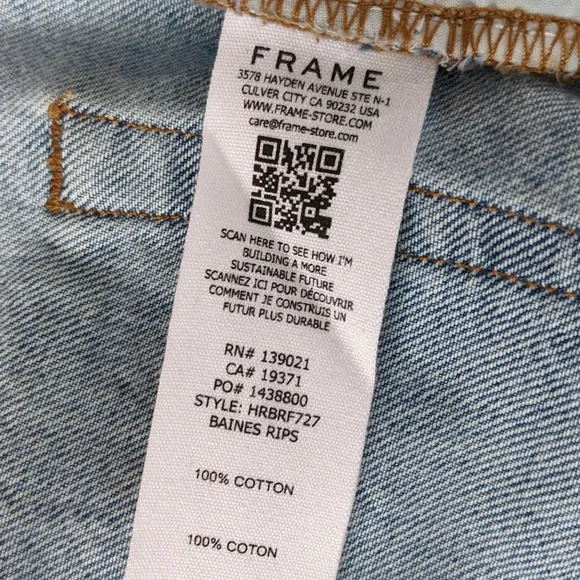 FRAME
3578 HAYDEN AVENUE STE N-1
CULVER CITY CA 90232 USA
WWW.FRAME-STORE.COM
care@frame-store.com
SCAN HERE TO SEE HOW I'M
BUILDING A MORE
SUSTAINABLE FUTURE
SCANNEZ ICI POUR DÉCOUVRIR
COMMENT JE CONSTRUIS UN
FUTUR PLUS DURABLE
RN# 139021
CA# 19371
PO# 1438800
STYLE: HRBRF727
BAINES RIPS
100% COTTON
100% COTON